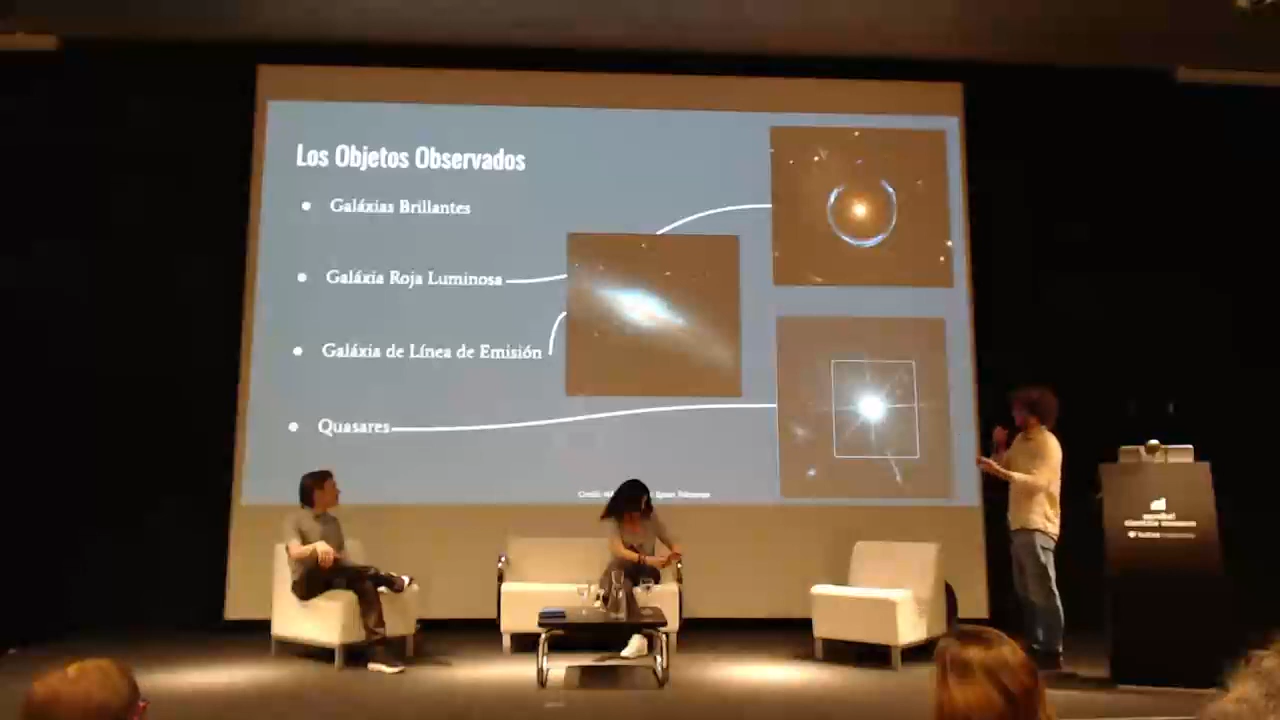 Los Objetos Observados
Galáxias Brillantes
Galáxia Roja Luminosa
Galáxia de Línea de Emisión
Quasares